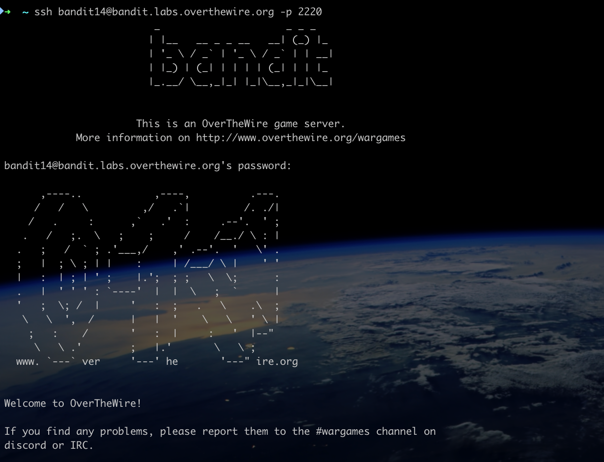 → ~ ssh bandit14@bandit.labs.overthewire.org -p 2220
bandit
This is an OverTheWire game server.
More information on http://www.overthewire.org/wargames
bandit14@bandit.labs.overthewire.org's password:
www. ver he ire.org
Welcome to OverTheWire!
If you find any problems, please report them to the #wargames channel on
discord or IRC.